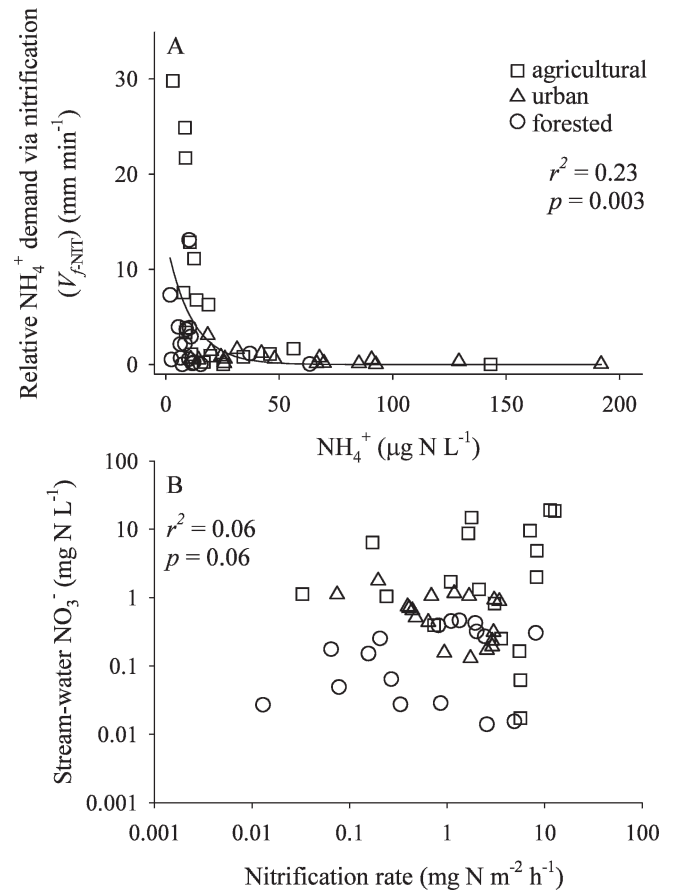 A
Relative NH₄⁺ demand via nitrification
(V_f-NIT) (mm min⁻¹)
30
20
10
0
agricultural
urban
forested
r² = 0.23
p = 0.003
0 50 100 150 200
NH₄⁺ (µg N L⁻¹)
B
Stream-water NO₃⁻ (mg N L⁻¹)
100
10
1
0.1
0.01
0.001
r² = 0.06
p = 0.06
0.001 0.01 0.1 1 10 100
Nitrification rate (mg N m⁻² h⁻¹)